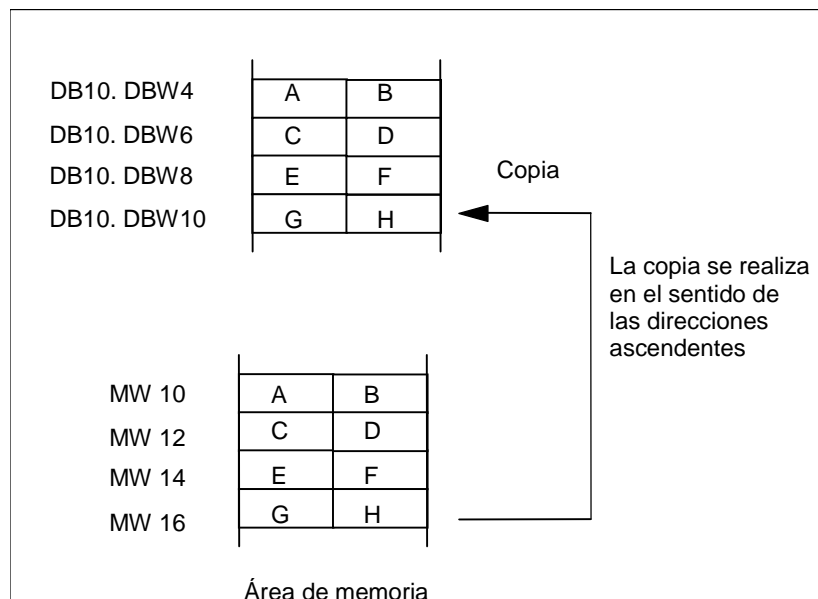 DB10. DBW4 A B
DB10. DBW6 C D
DB10. DBW8 E F
DB10. DBW10 G H
Copia
La copia se realiza
en el sentido de
las direcciones
ascendentes
MW 10 A B
MW 12 C D
MW 14 E F
MW 16 G H
Área de memoria